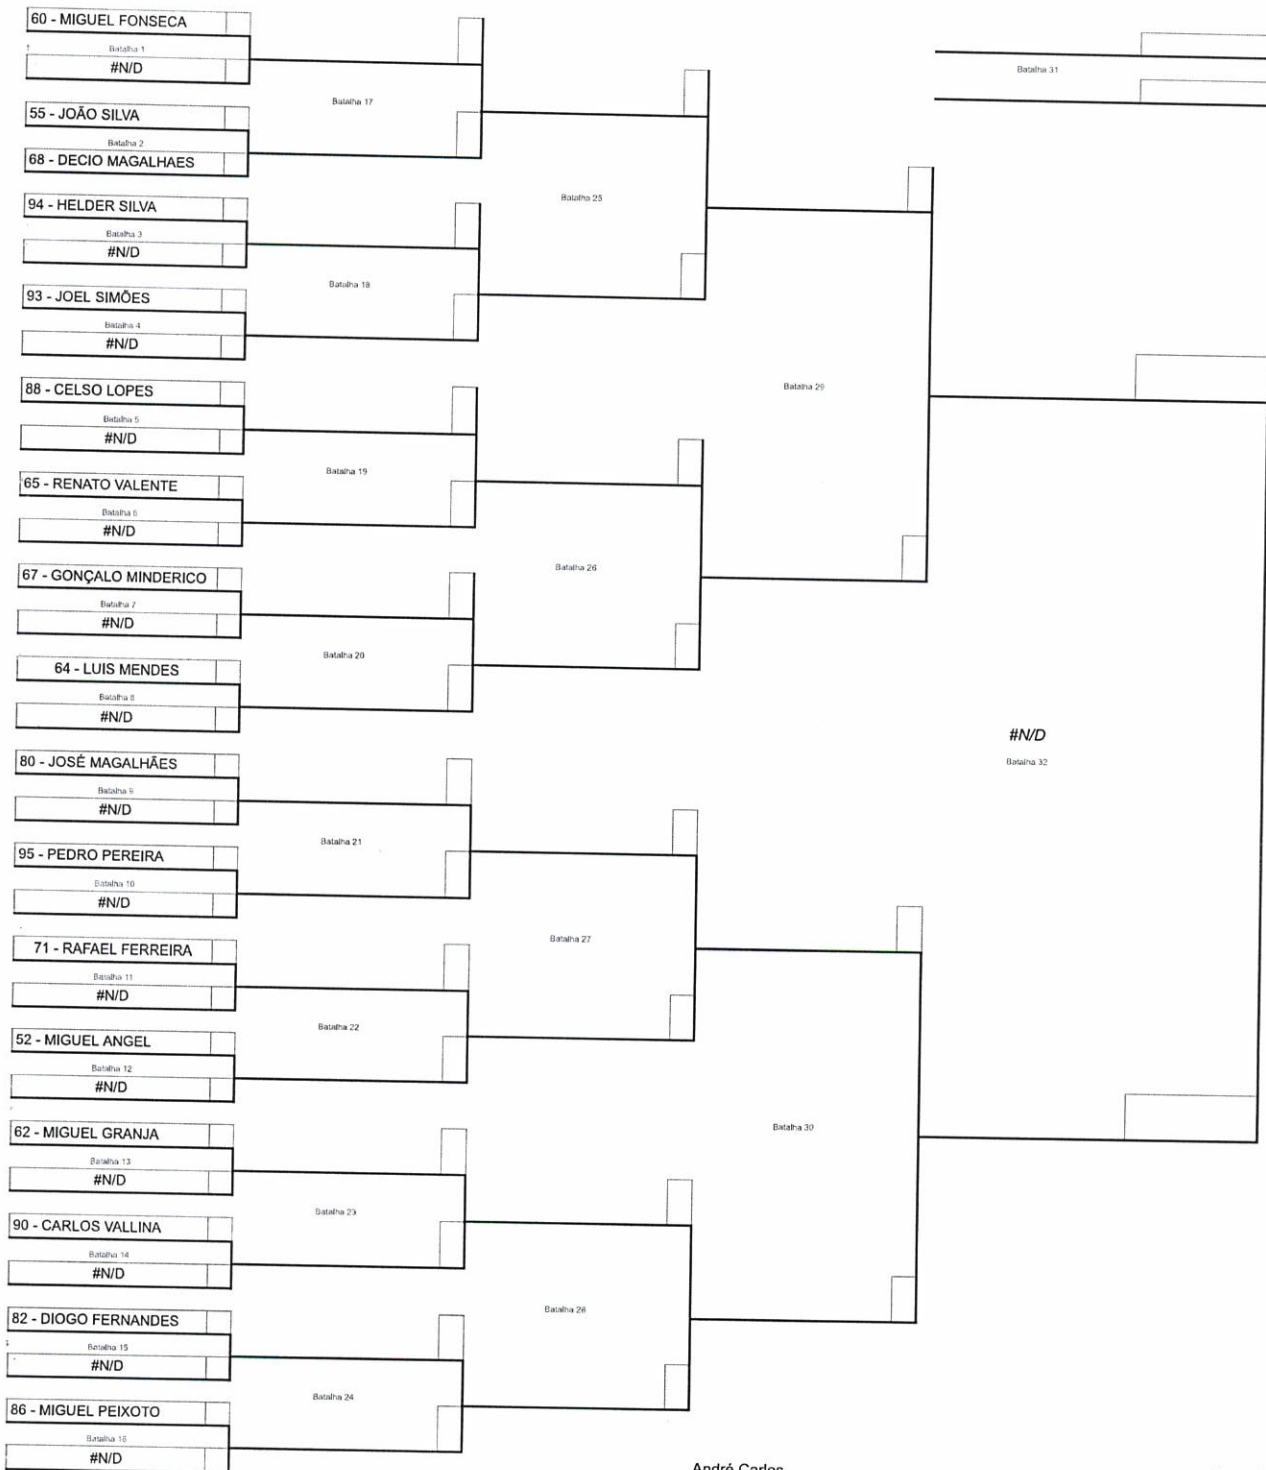 60 - MIGUEL FONSECA
Batalha 1
#N/D
55 - JOÃO SILVA
Batalha 2
68 - DECIO MAGALHAES
94 - HELDER SILVA
Batalha 3
#N/D
93 - JOEL SIMÕES
Batalha 4
#N/D
88 - CELSO LOPES
Batalha 5
#N/D
65 - RENATO VALENTE
Batalha 6
#N/D
67 - GONÇALO MINDERICO
Batalha 7
#N/D
64 - LUIS MENDES
Batalha 8
#N/D
80 - JOSÉ MAGALHÃES
Batalha 9
#N/D
95 - PEDRO PEREIRA
Batalha 10
#N/D
71 - RAFAEL FERREIRA
Batalha 11
#N/D
52 - MIGUEL ANGEL
Batalha 12
#N/D
62 - MIGUEL GRANJA
Batalha 13
#N/D
90 - CARLOS VALLINA
Batalha 14
#N/D
82 - DIOGO FERNANDES
Batalha 15
#N/D
86 - MIGUEL PEIXOTO
Batalha 16
#N/D
Batalha 17
Batalha 18
Batalha 19
Batalha 20
Batalha 21
Batalha 22
Batalha 23
Batalha 24
Batalha 25
Batalha 26
Batalha 27
Batalha 28
Batalha 29
Batalha 30
Batalha 31
#N/D
Batalha 32
André Carlos